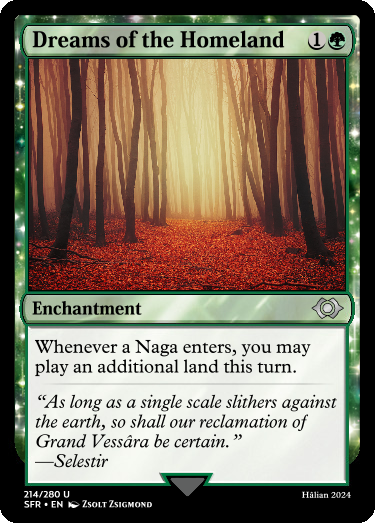 Dreams of the Homeland 1
Enchantment
Whenever a Naga enters, you may
play an additional land this turn.
“As long as a single scale slithers against
the earth, so shall our reclamation of
Grand Vessâra be certain.”
—Selestir
214/280 U
SFR • EN Zsolt Zsigmond
Hâlian 2024